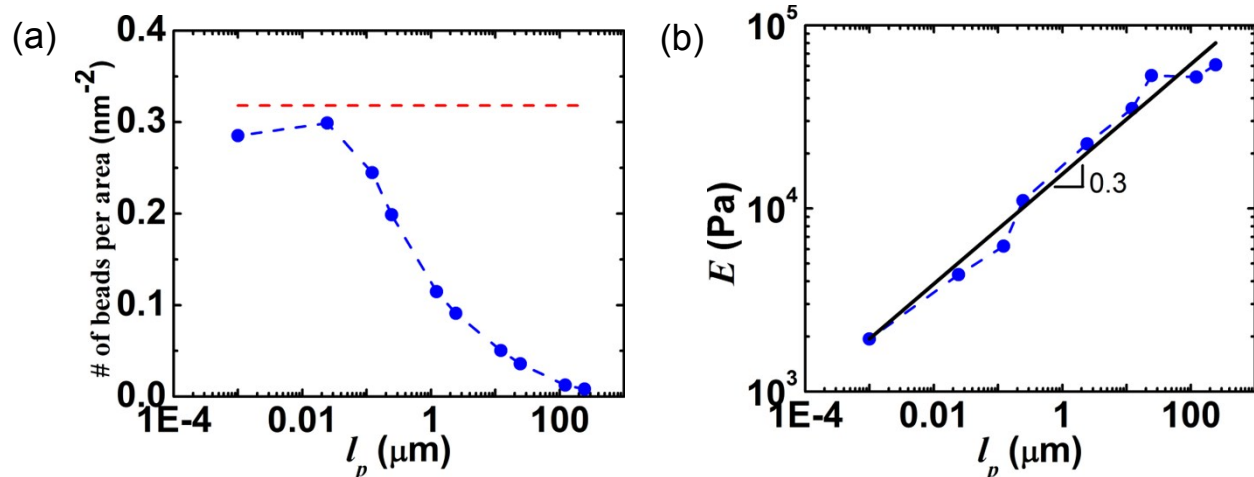 (a)
0.4
0.3
0.2
0.1
0.0
# of beads per area (nm⁻²)
1E-4
0.01
1
100
lₚ (μm)
(b)
10⁵
10⁴
10³
E (Pa)
0.3
1E-4
0.01
1
100
lₚ (μm)